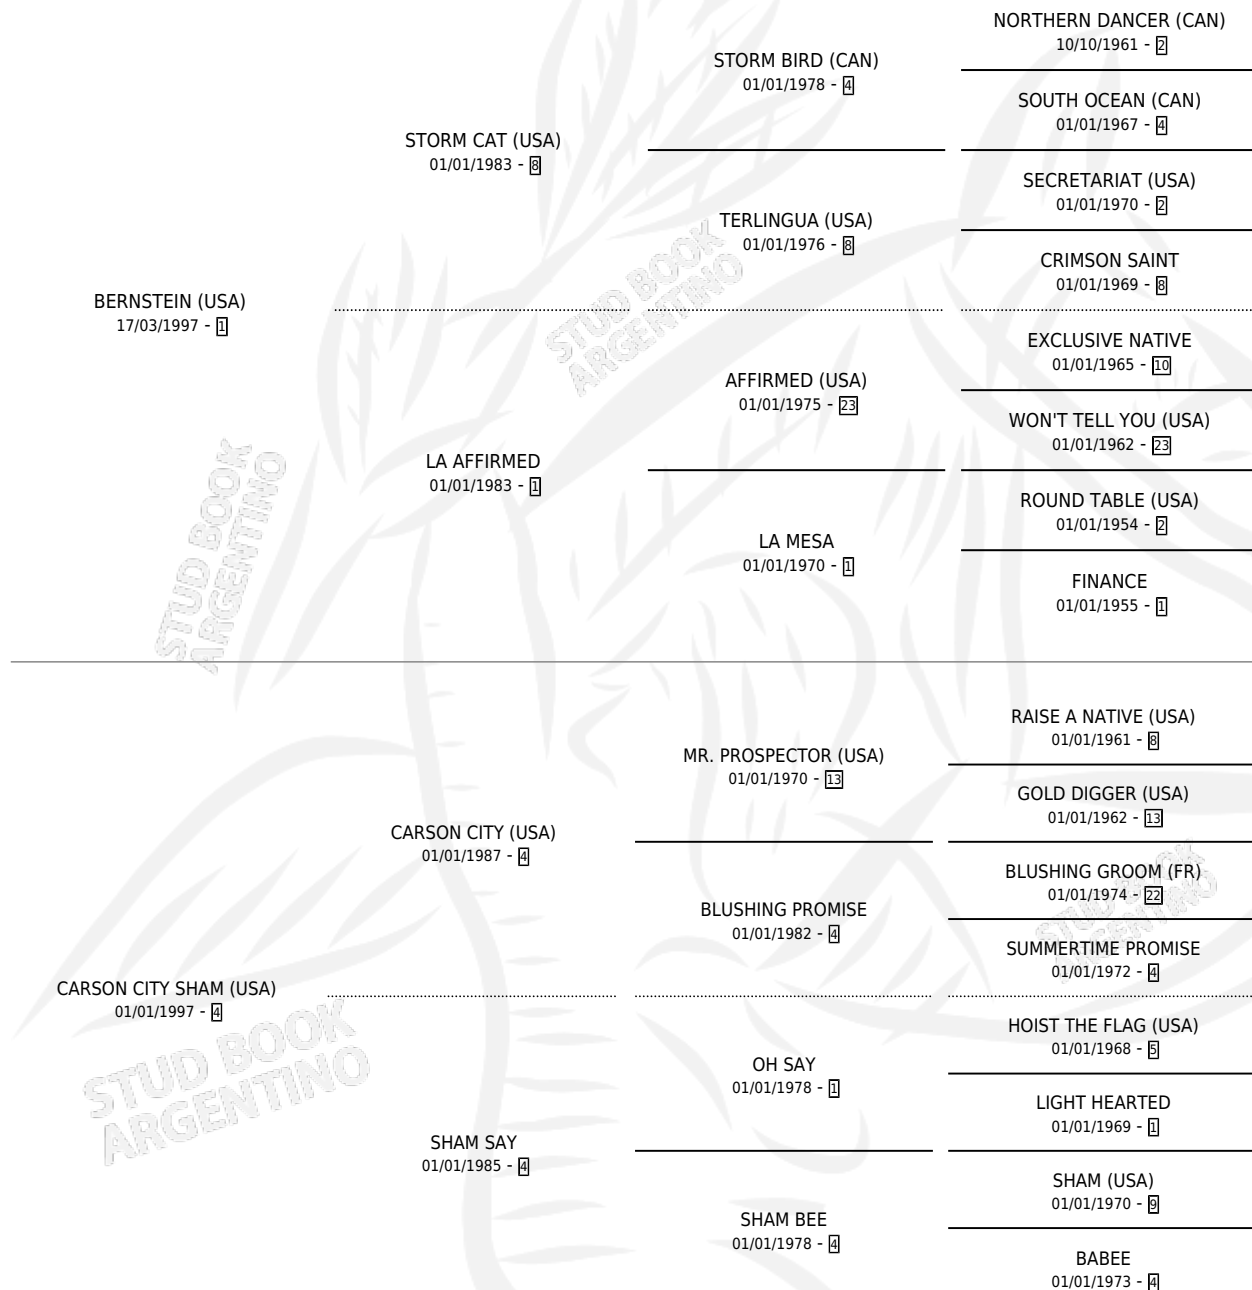 NORTHERN DANCER (CAN)
10/10/1961 - 2
STORM BIRD (CAN)
01/01/1978 - 4
SOUTH OCEAN (CAN)
01/01/1967 - 4
STORM CAT (USA)
01/01/1983 - 8
SECRETARIAT (USA)
01/01/1970 - 2
TERLINGUA (USA)
01/01/1976 - 8
CRIMSON SAINT
01/01/1969 - 8
BERNSTEIN (USA)
17/03/1997 - 1
EXCLUSIVE NATIVE
01/01/1965 - 10
AFFIRMED (USA)
01/01/1975 - 23
WON'T TELL YOU (USA)
01/01/1962 - 23
LA AFFIRMED
01/01/1983 - 1
ROUND TABLE (USA)
01/01/1954 - 2
LA MESA
01/01/1970 - 1
FINANCE
01/01/1955 - 1
RAISE A NATIVE (USA)
01/01/1961 - 8
MR. PROSPECTOR (USA)
01/01/1970 - 13
GOLD DIGGER (USA)
01/01/1962 - 13
CARSON CITY (USA)
01/01/1987 - 4
BLUSHING GROOM (FR)
01/01/1974 - 22
BLUSHING PROMISE
01/01/1982 - 4
SUMMERTIME PROMISE
01/01/1972 - 4
CARSON CITY SHAM (USA)
01/01/1997 - 4
HOIST THE FLAG (USA)
01/01/1968 - 5
OH SAY
01/01/1978 - 1
LIGHT HEARTED
01/01/1969 - 1
SHAM SAY
01/01/1985 - 4
SHAM (USA)
01/01/1970 - 9
SHAM BEE
01/01/1978 - 4
BABEE
01/01/1973 - 4
STUD BOOK
ARGENTINO
STUD BOOK
ARGENTINO
STUD BOOK
ARGENTINO
STUD BOOK
ARGENTINO